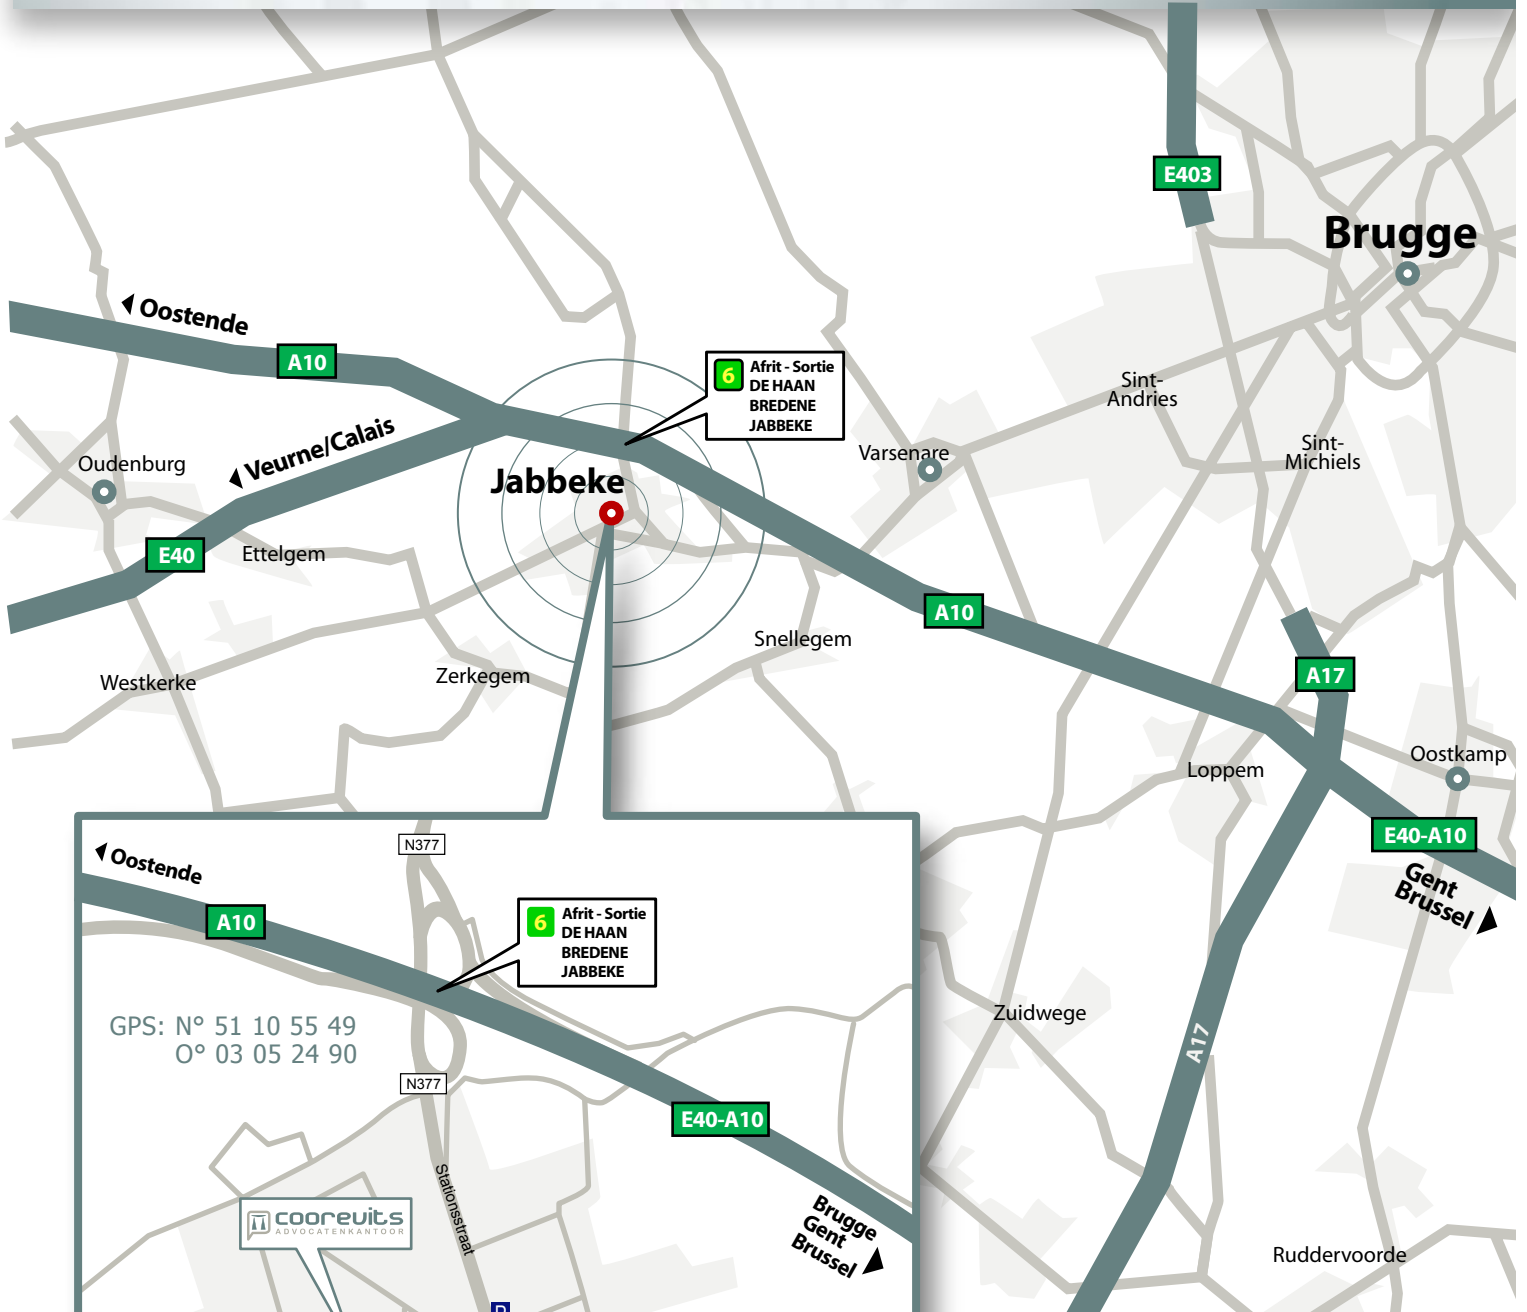 E403
Brugge
Oostende
A10
6
Afrit - Sortie
DE HAAN
BREDENE
JABBEKE
Sint-
Andries
Veurne/Calais
Sint-
Michiels
Varsenare
Oudenburg
Jabbeke
E40
Ettelgem
A10
Snellegem
Zerkegem
Westkerke
A17
Oostkamp
Loppem
E40-A10
Gent
Brussel
Zuidwege
A17
Ruddervoorde
N377
Oostende
A10
6
Afrit - Sortie
DE HAAN
BREDENE
JABBEKE
GPS: N° 51 10 55 49
O° 03 05 24 90
N377
E40-A10
Stationsstraat
coorevits
ADVOCATENKANTOOR
Brugge
Gent
Brussel
P